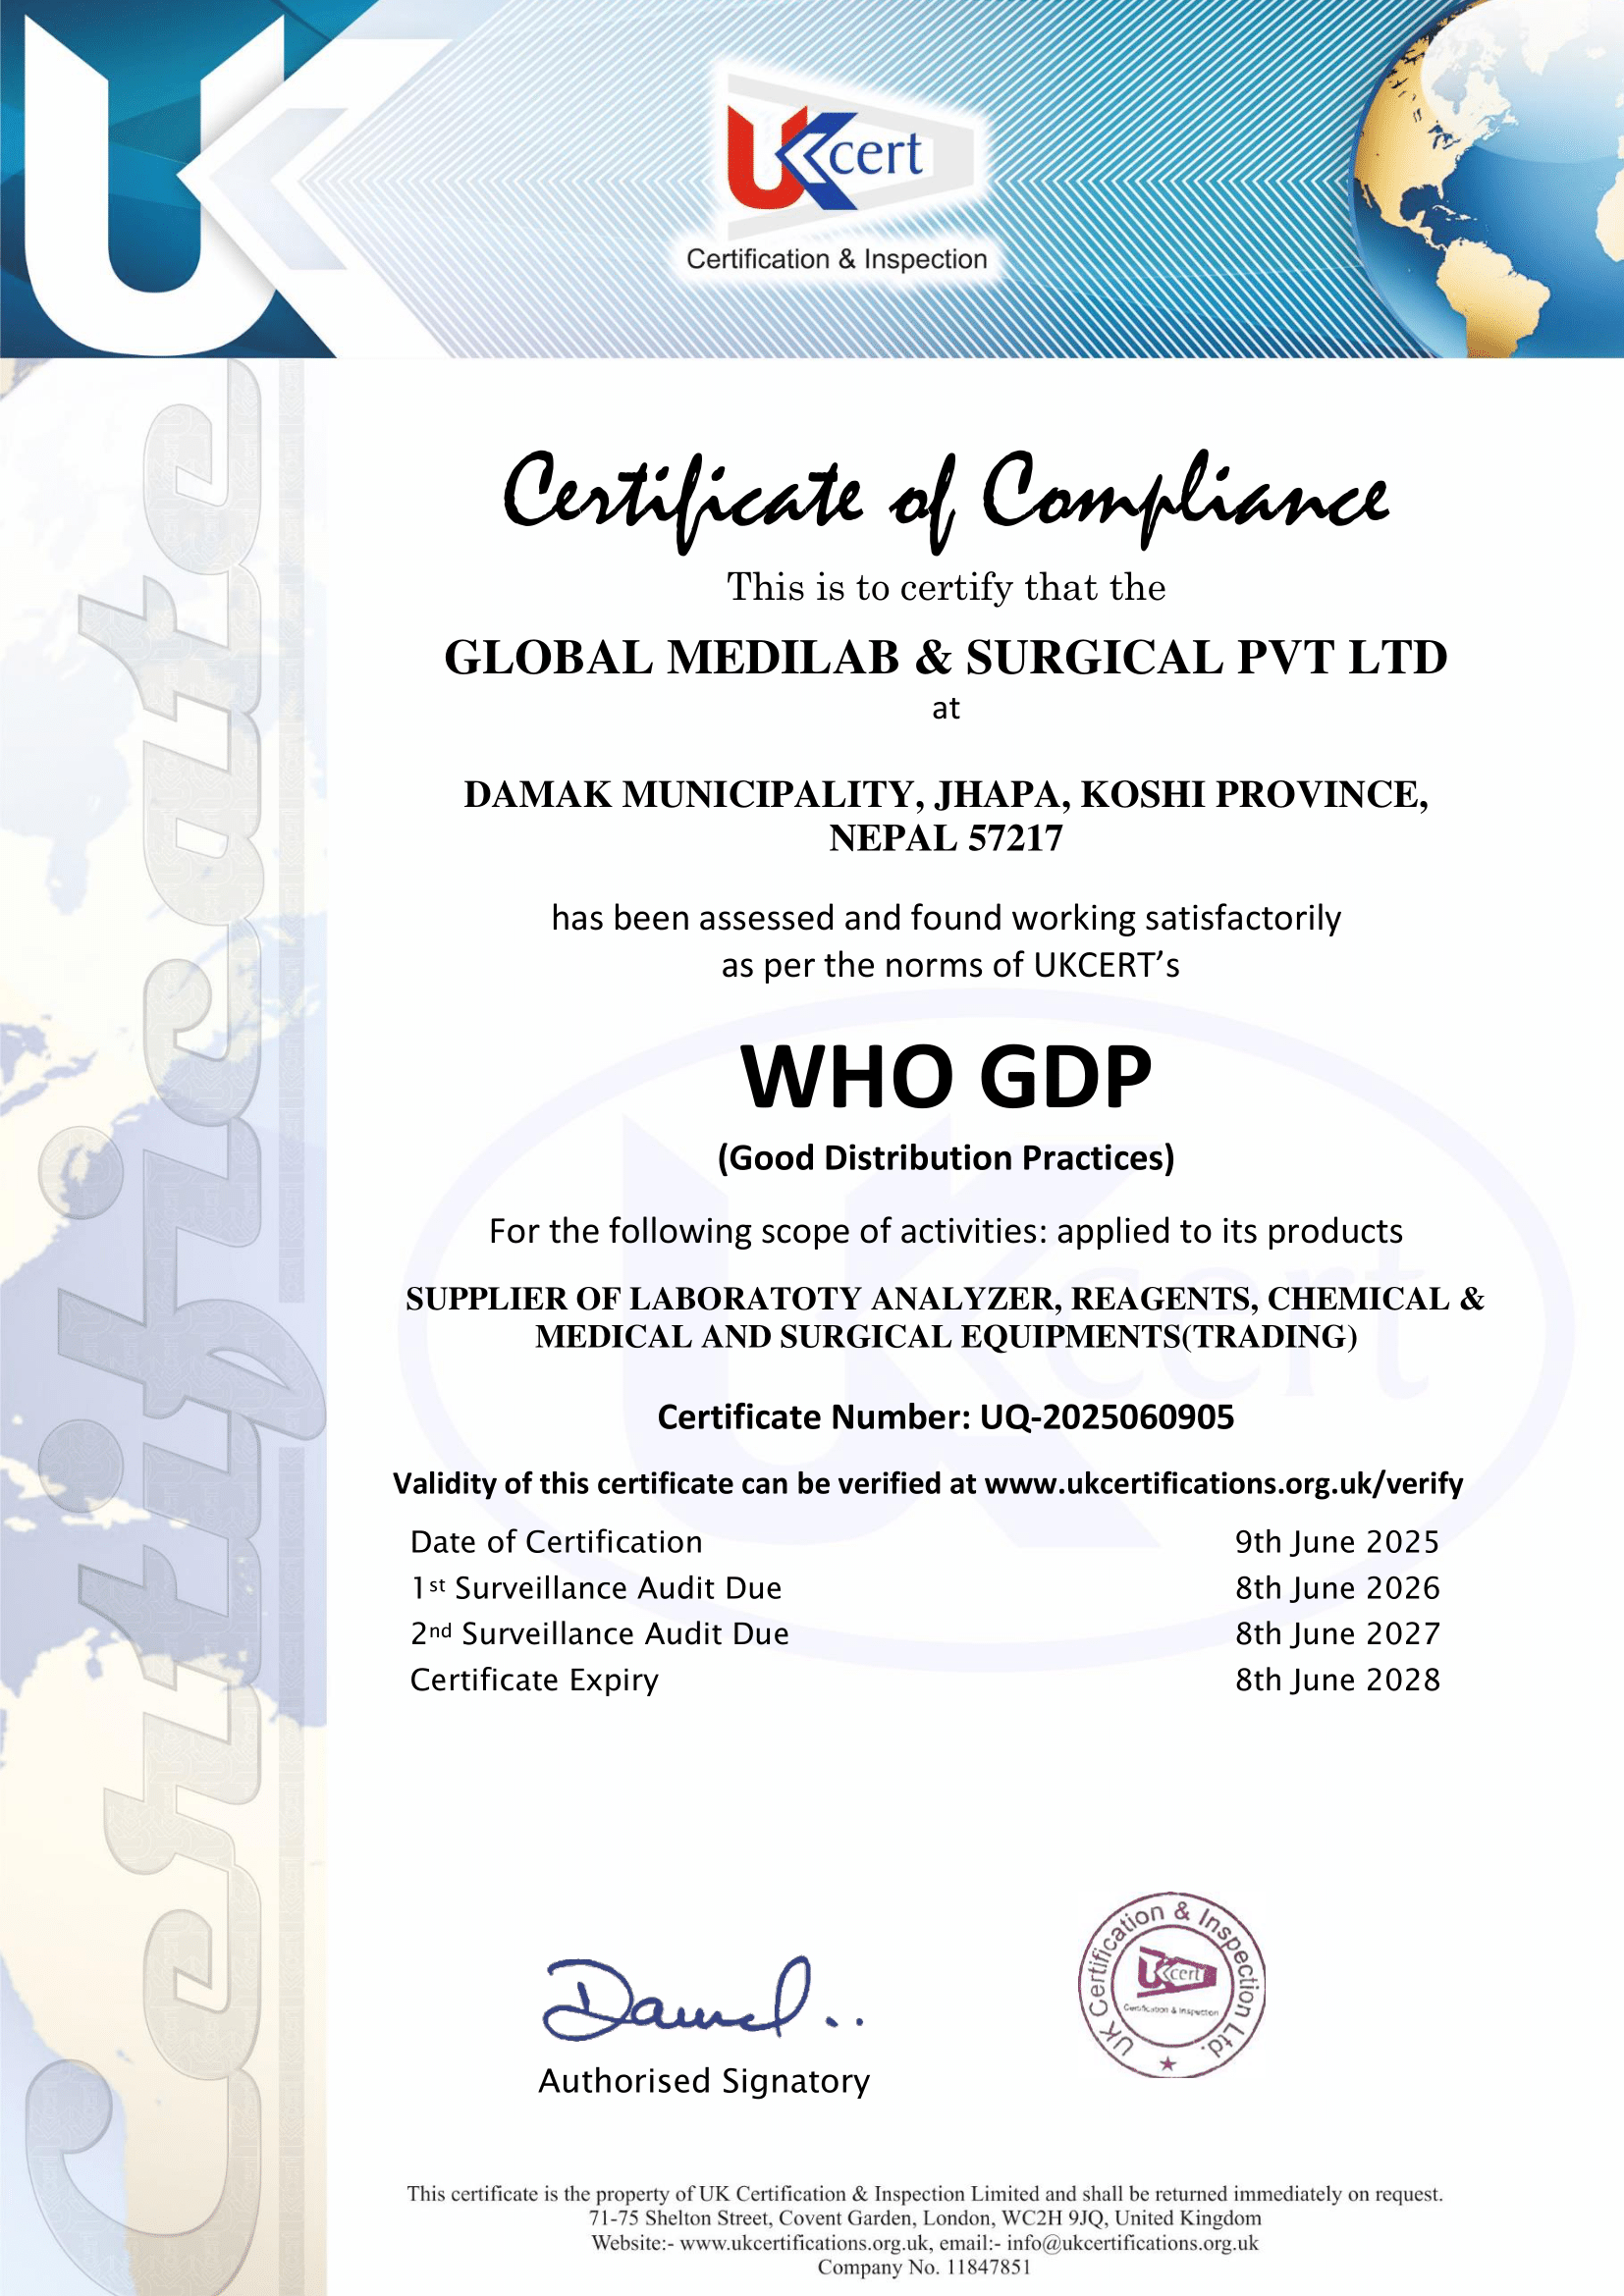 UKcert
Certification & Inspection
Certificate of Compliance
This is to certify that the
GLOBAL MEDILAB & SURGICAL PVT LTD
at
DAMAK MUNICIPALITY, JHAPA, KOSHI PROVINCE,
NEPAL 57217
has been assessed and found working satisfactorily
as per the norms of UKCERT’s
WHO GDP
(Good Distribution Practices)
For the following scope of activities: applied to its products
SUPPLIER OF LABORATOTY ANALYZER, REAGENTS, CHEMICAL &
MEDICAL AND SURGICAL EQUIPMENTS(TRADING)
Certificate Number: UQ-2025060905
Validity of this certificate can be verified at www.ukcertifications.org.uk/verify
Date of Certification 9th June 2025
1st Surveillance Audit Due 8th June 2026
2nd Surveillance Audit Due 8th June 2027
Certificate Expiry 8th June 2028
Authorised Signatory
UK Certification & Inspection Ltd.
UKcert
Certification & Inspection
This certificate is the property of UK Certification & Inspection Limited and shall be returned immediately on request.
71-75 Shelton Street, Covent Garden, London, WC2H 9JQ, United Kingdom
Website:- www.ukcertifications.org.uk, email:- info@ukcertifications.org.uk
Company No. 11847851
Certificate
UK
UKcert